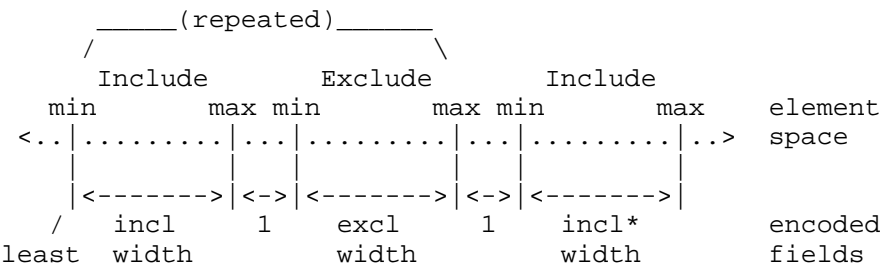 _____(repeated)______
/ \
Include Exclude Include
min max min max min max element
<..|.........|...|.........|...|.........|..> space
| | | | | |
|<------->|<->|<------->|<->|<------->|
/ incl 1 excl 1 incl* encoded
least width width width fields